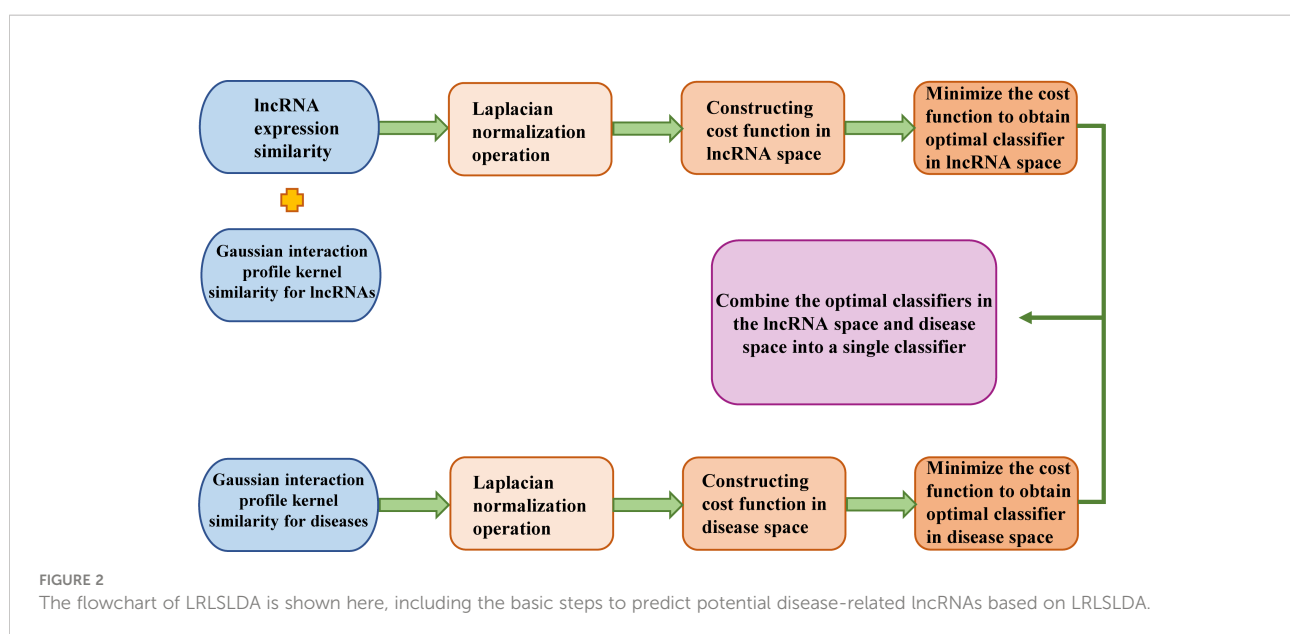 lncRNA
expression
similarity
Laplacian
normalization
operation
Constructing
cost function in
lncRNA space
Minimize the cost
function to obtain
optimal classifier
in lncRNA space
Gaussian interaction
profile kernel
similarity for lncRNAs
Combine the optimal classifiers in
the lncRNA space and disease
space into a single classifier
Gaussian interaction
profile kernel
similarity for diseases
Laplacian
normalization
operation
Constructing
cost function in
disease space
Minimize the cost
function to obtain
optimal classifier
in disease space
FIGURE 2
The flowchart of LRLSLDA is shown here, including the basic steps to predict potential disease-related lncRNAs based on LRLSLDA.